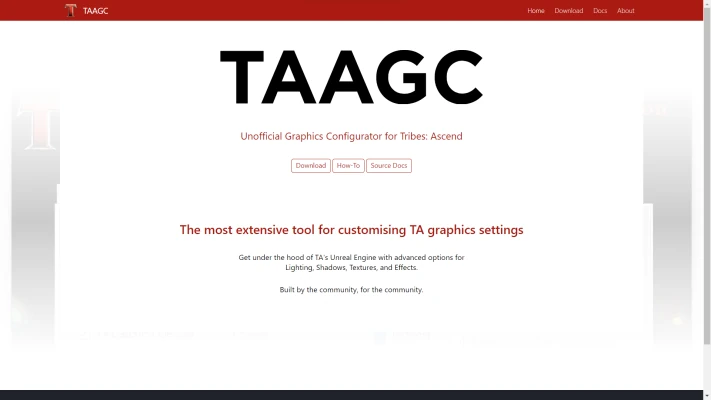 TAAGC
Home Download Docs About
TAAGC
Unofficial Graphics Configurator for Tribes: Ascend
Download How-To Source Docs
The most extensive tool for customising TA graphics settings
Get under the hood of TA's Unreal Engine with advanced options for
Lighting, Shadows, Textures, and Effects.
Built by the community, for the community.